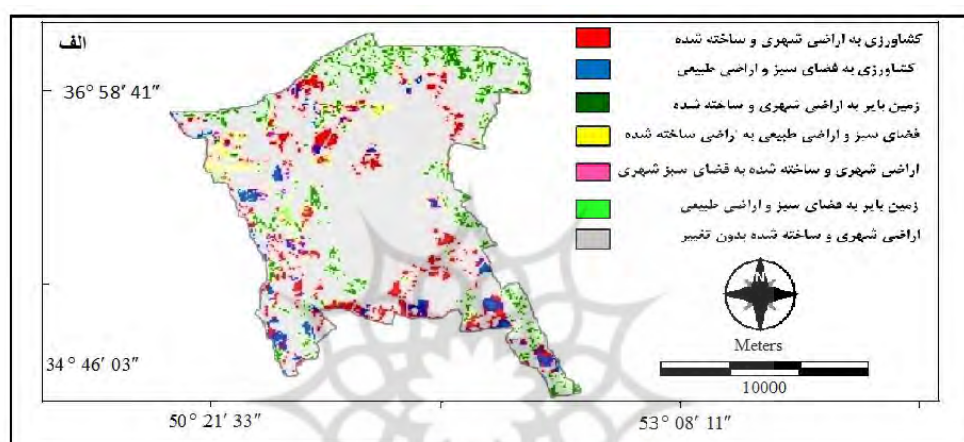 الف
کشاورزی به اراضی شهری و ساخته شده
کشاورزی به فضای سبز و اراضی طبیعی
زمین بایر به اراضی شهری و ساخته شده
فضای سبز و اراضی طبیعی به اراضی ساخته شده
اراضی شهری و ساخته شده به فضای سبز شهری
زمین بایر به فضای سبز و اراضی طبیعی
اراضی شهری و ساخته شده بدون تغییر
36° 58′ 41″
34° 46′ 03″
50° 21′ 33″
53° 08′ 11″
N
Meters
10000